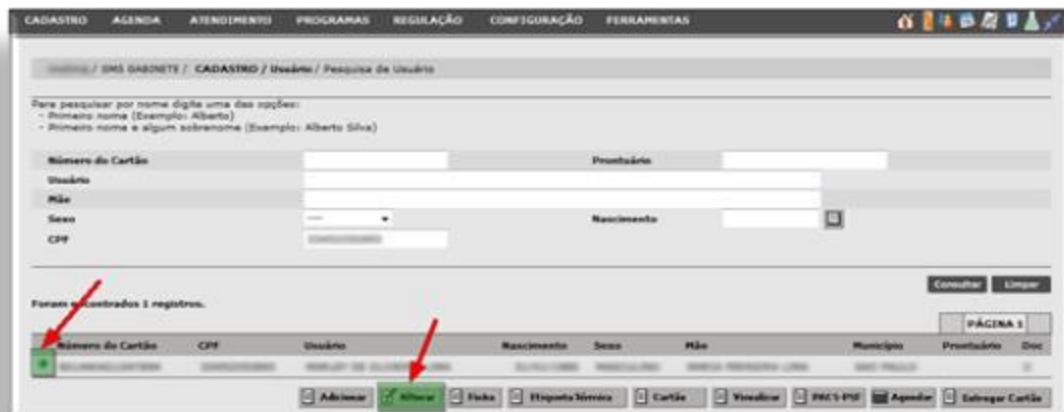 CADASTRO AGENDA ATENDIMENTO PROGRAMAS REGULAÇÃO CONFIGURAÇÃO FERRAMENTAS
/ SMS GABINETE / CADASTRO / Usuário / Pesquisa de Usuário
Para pesquisar por nome digite uma das opções:
- Primeiro nome (Exemplo: Alberto)
- Primeiro nome e algum sobrenome (Exemplo: Alberto Silva)
Número do Cartão Prontuário
Usuário
Mãe
Sexo ---- Nascimento
CPF
Consultar Limpar
Foram encontrados 1 registros.
PÁGINA 1
Número do Cartão CPF Usuário Nascimento Sexo Mãe Município Prontuário Doc
Adicionar Alterar Ficha Etiqueta Térmica Cartão Visualizar PACS-PSF Agendar Entregar Cartão